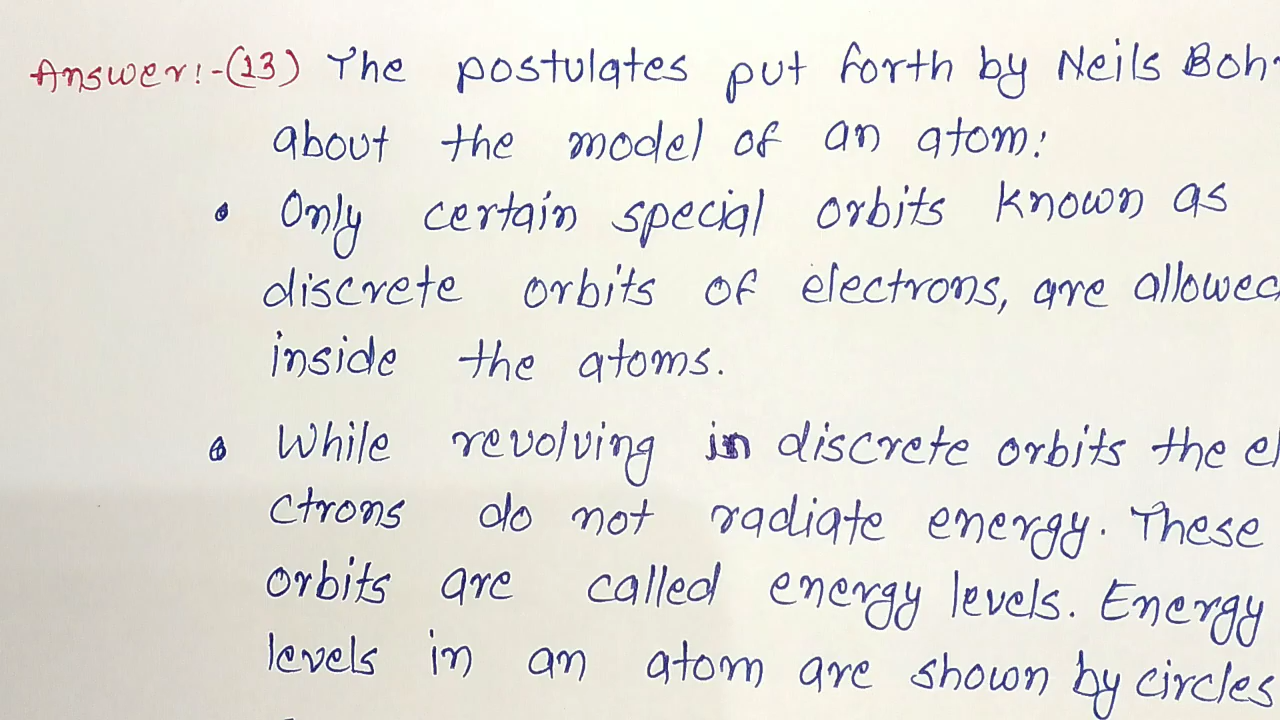 Answer:-(13) The postulates put forth by Neils Bohr
about the model of an atom:
• Only certain special orbits known as
discrete orbits of electrons, are allowed
inside the atoms.
• While revolving in discrete orbits the el
ctrons do not radiate energy. These
orbits are called energy levels. Energy
levels in an atom are shown by circles